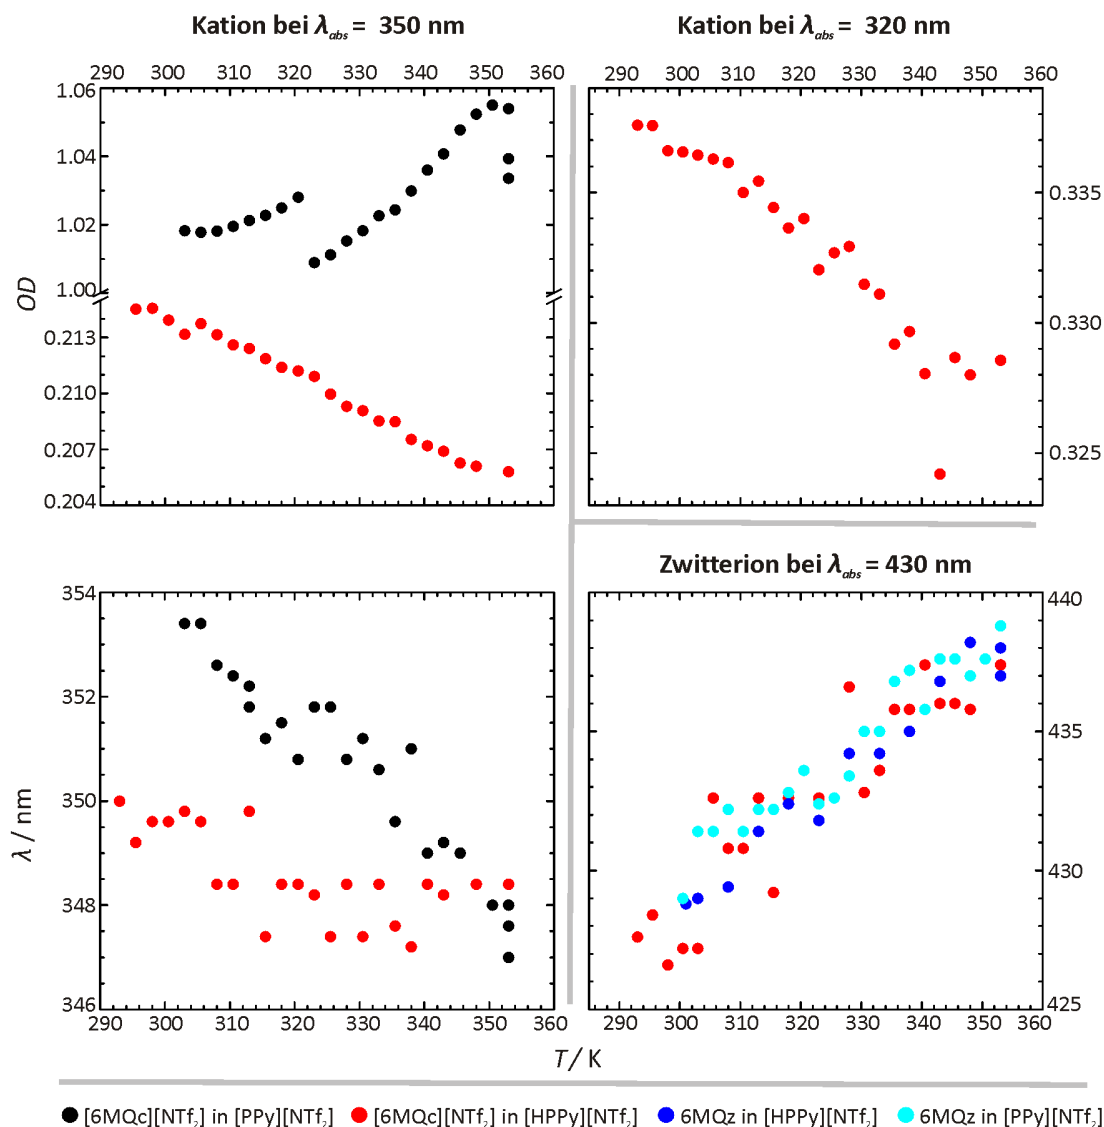 Kation bei λabs = 350 nm
Kation bei λabs = 320 nm
290 300 310 320 330 340 350 360
290 300 310 320 330 340 350 360
1.06
1.04
1.02
1.00
0.213
0.210
0.207
0.204
OD
0.335
0.330
0.325
Zwitterion bei λabs = 430 nm
354
352
350
348
346
λ / nm
440
435
430
425
290 300 310 320 330 340 350 360
290 300 310 320 330 340 350 360
T / K
[6MQc][NTf2] in [PPy][NTf2] [6MQc][NTf2] in [HPPy][NTf2] 6MQz in [HPPy][NTf2] 6MQz in [PPy][NTf2]